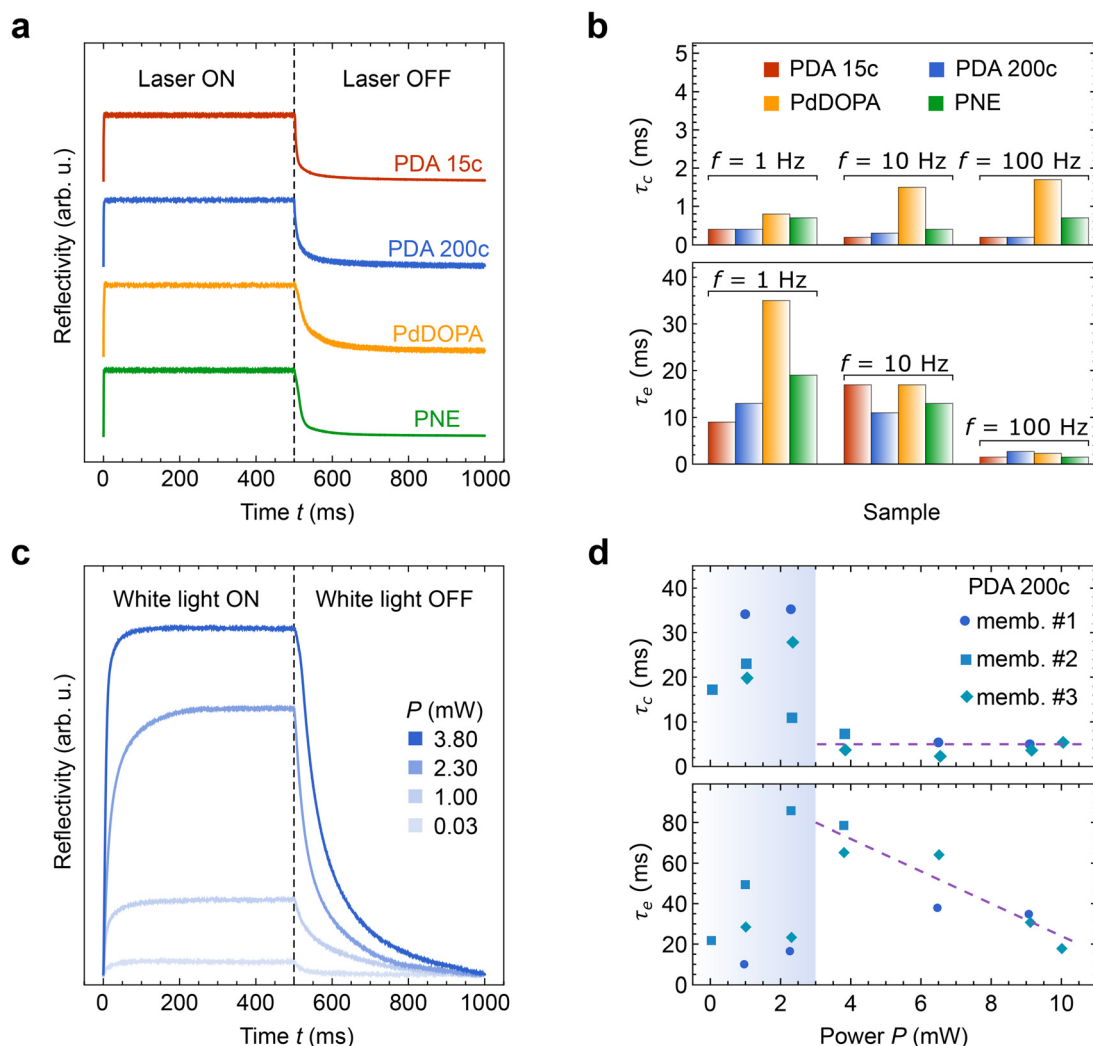 a
Laser ON
Laser OFF
PDA 15c
PDA 200c
PdDOPA
PNE
Reflectivity (arb. u.)
0 200 400 600 800 1000
Time t (ms)
b
PDA 15c
PDA 200c
PdDOPA
PNE
f = 1 Hz
f = 10 Hz
f = 100 Hz
τc (ms)
5
4
3
2
1
0
f = 1 Hz
f = 10 Hz
f = 100 Hz
τe (ms)
40
30
20
10
0
Sample
c
White light ON
White light OFF
P (mW)
3.80
2.30
1.00
0.03
Reflectivity (arb. u.)
0 200 400 600 800 1000
Time t (ms)
d
PDA 200c
memb. #1
memb. #2
memb. #3
τc (ms)
40
30
20
10
0
τe (ms)
80
60
40
20
0
0 2 4 6 8 10
Power P (mW)